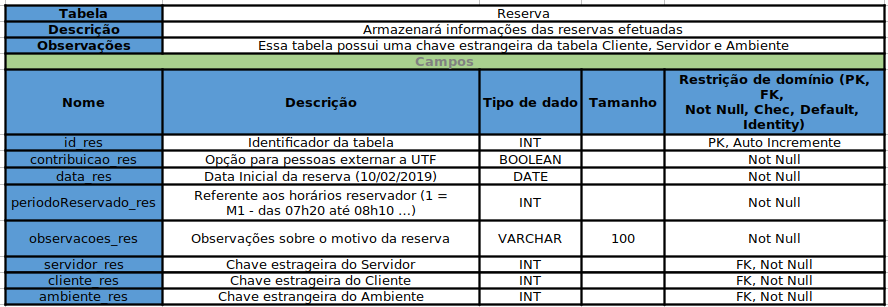 Tabela Reserva
Descrição Armazenará informações das reservas efetuadas
Observações Essa tabela possui uma chave estrangeira da tabela Cliente, Servidor e Ambiente
Campos
Nome Descrição Tipo de dado Tamanho Restrição de domínio (PK, FK, Not Null, Chec, Default, Identity)
id_res Identificador da tabela INT PK, Auto Incremente
contribuicao_res Opção para pessoas externar a UTF BOOLEAN Not Null
data_res Data Inicial da reserva (10/02/2019) DATE Not Null
periodoReservado_res Referente aos horários reservador (1 = M1 - das 07h20 até 08h10 ...) INT Not Null
observacoes_res Observações sobre o motivo da reserva VARCHAR 100 Not Null
servidor_res Chave estrageira do Servidor INT FK, Not Null
cliente_res Chave estrageira do Cliente INT FK, Not Null
ambiente_res Chave estrangeira do Ambiente INT FK, Not Null